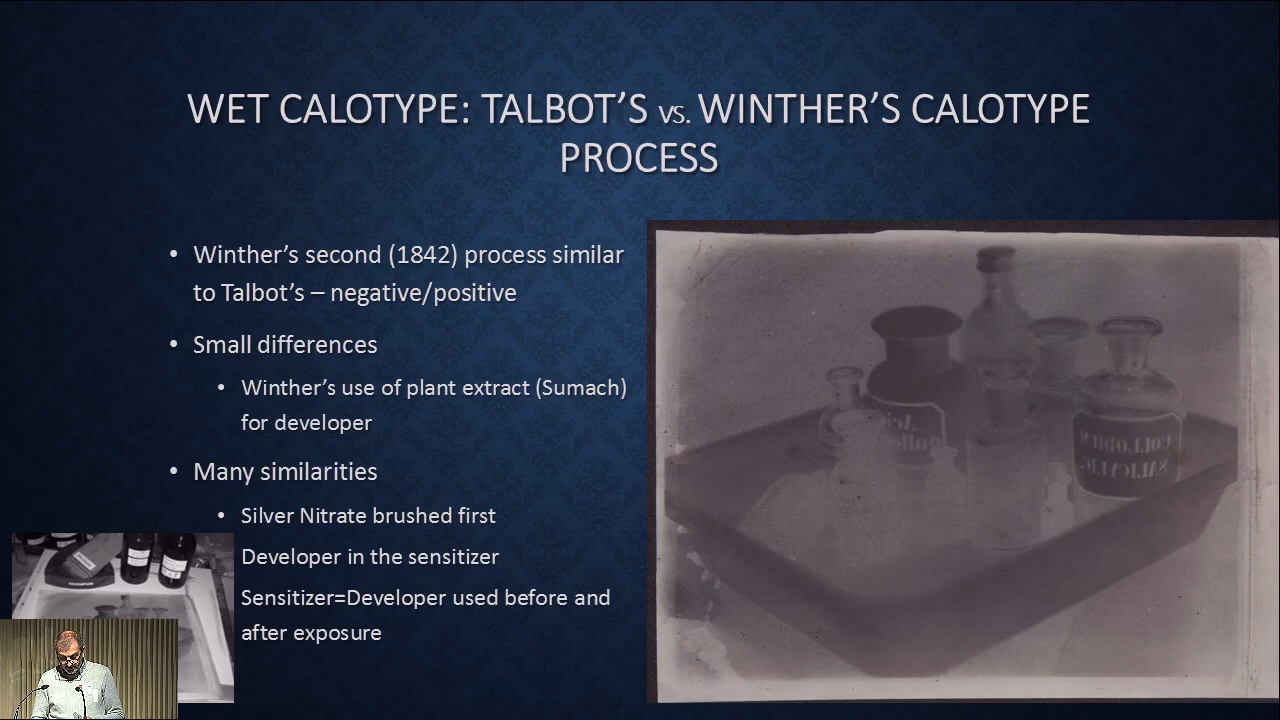 WET CALOTYPE: TALBOT’S vs. WINTHER’S CALOTYPE
PROCESS
• Winther’s second (1842) process similar
to Talbot’s – negative/positive
• Small differences
• Winther’s use of plant extract (Sumach)
for developer
• Many similarities
• Silver Nitrate brushed first
Developer in the sensitizer
Sensitizer=Developer used before and
after exposure
COLLODIUM
SALICYLIC.